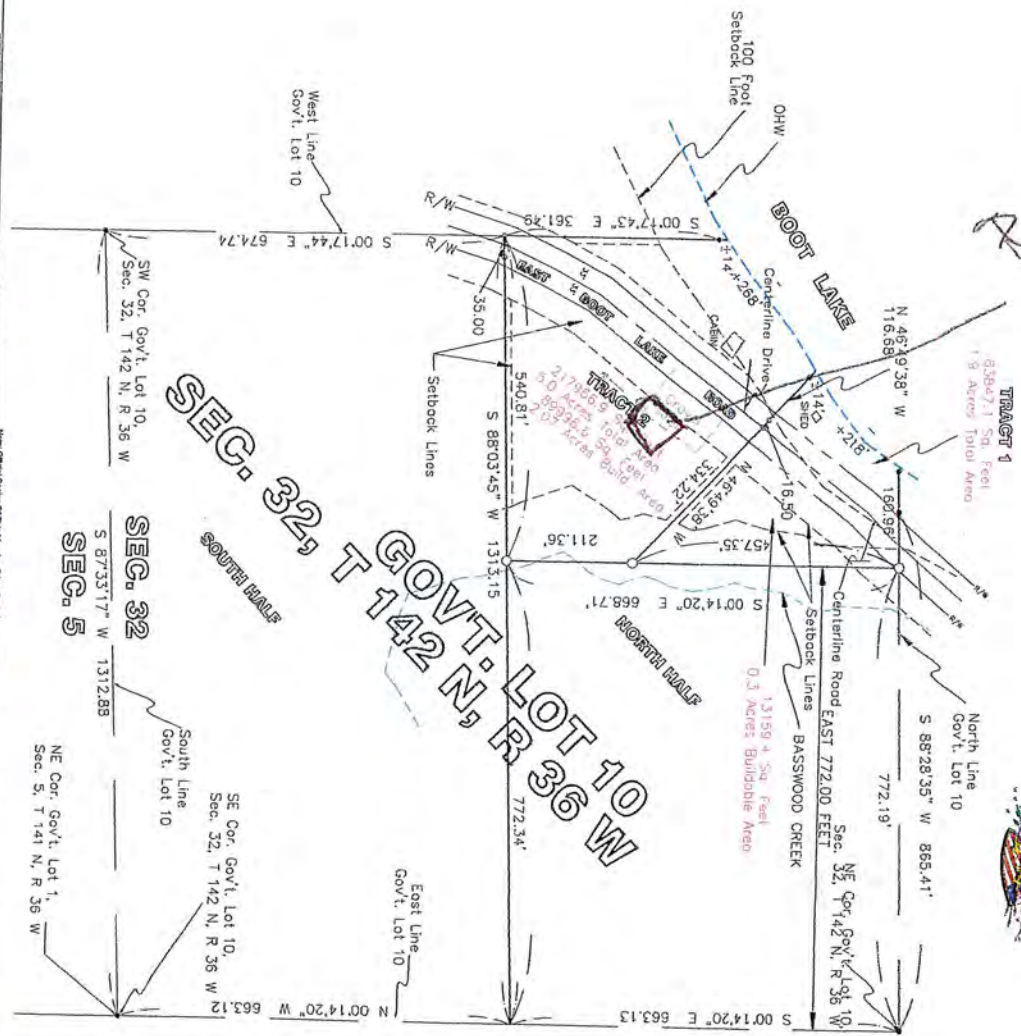 TRACT 1
83847.1 Sq. Feet
1.9 Acres Total Area
N 46°49'38" W
116.68'
BOOT LAKE
100 Foot
Setback Line
OHW
±14'
±268'
±14'
±218'
SHED
CABIN
Centerline Drive
160.96'
North Line
Gov't. Lot 10
S 88°28'35" W 865.41'
772.19'
NE Cor. Gov't. Lot 10
Sec. 32, T 142 N, R 36 W
Centerline Road
EAST 772.00 FEET
Setback Lines
BASSWOOD CREEK
13159.4 Sq. Feet
0.3 Acres Buildable Area
16.50
N 46°49'38" W
334.22'
457.35'
211.36'
S 00°14'20" E 668.71'
NORTH HALF
TRACT 2
217966.9
5.0 Acres Total Area
Sq. Feet
2.07 Acres Build Area
EAST BOOT LAKE ROAD
R/W
R/W
R/W
R/W
S 00°17'43" E 361.49
35.00
540.81'
Setback Lines
S 88°03'45" W 1313.15
772.34'
West Line
Gov't. Lot 10
S 00°17'44" E 674.74
SW Cor. Gov't. Lot 10,
Sec. 32, T 142 N, R 36 W
GOVT. LOT 10
SEC. 32, T 142 N, R 36 W
SOUTH HALF
SEC. 32
S 87°33'17" W 1312.88
SEC. 5
South Line
Gov't. Lot 10
SE Cor. Gov't. Lot 10,
Sec. 32, T 142 N, R 36 W
NE Cor. Gov't. Lot 1,
Sec. 5, T 141 N, R 36 W
East Line
Gov't. Lot 10
N 00°14'20" W 663.12
S 00°14'20" E 663.13